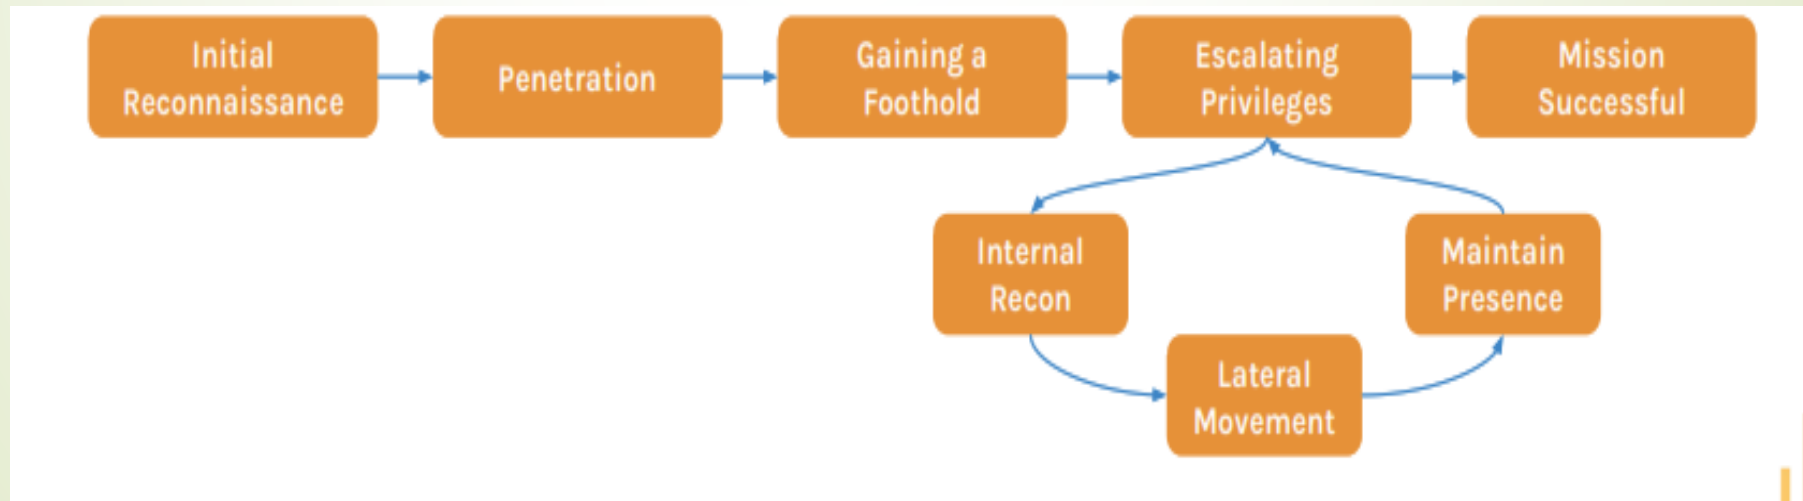 Initial
Reconnaissance
Penetration
Gaining a
Foothold
Escalating
Privileges
Mission
Successful
Internal
Recon
Maintain
Presence
Lateral
Movement